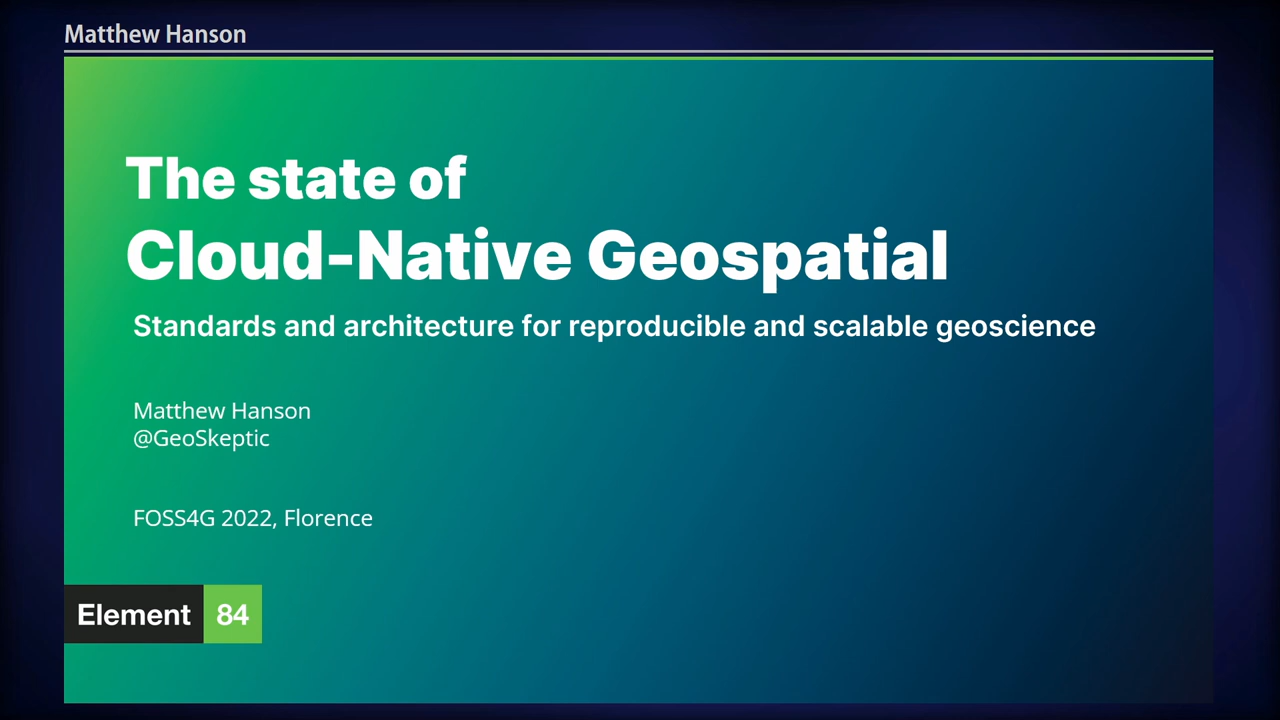 Matthew Hanson
The state of
Cloud-Native Geospatial
Standards and architecture for reproducible and scalable geoscience
Matthew Hanson
@GeoSkeptic
FOSS4G 2022, Florence
Element 84